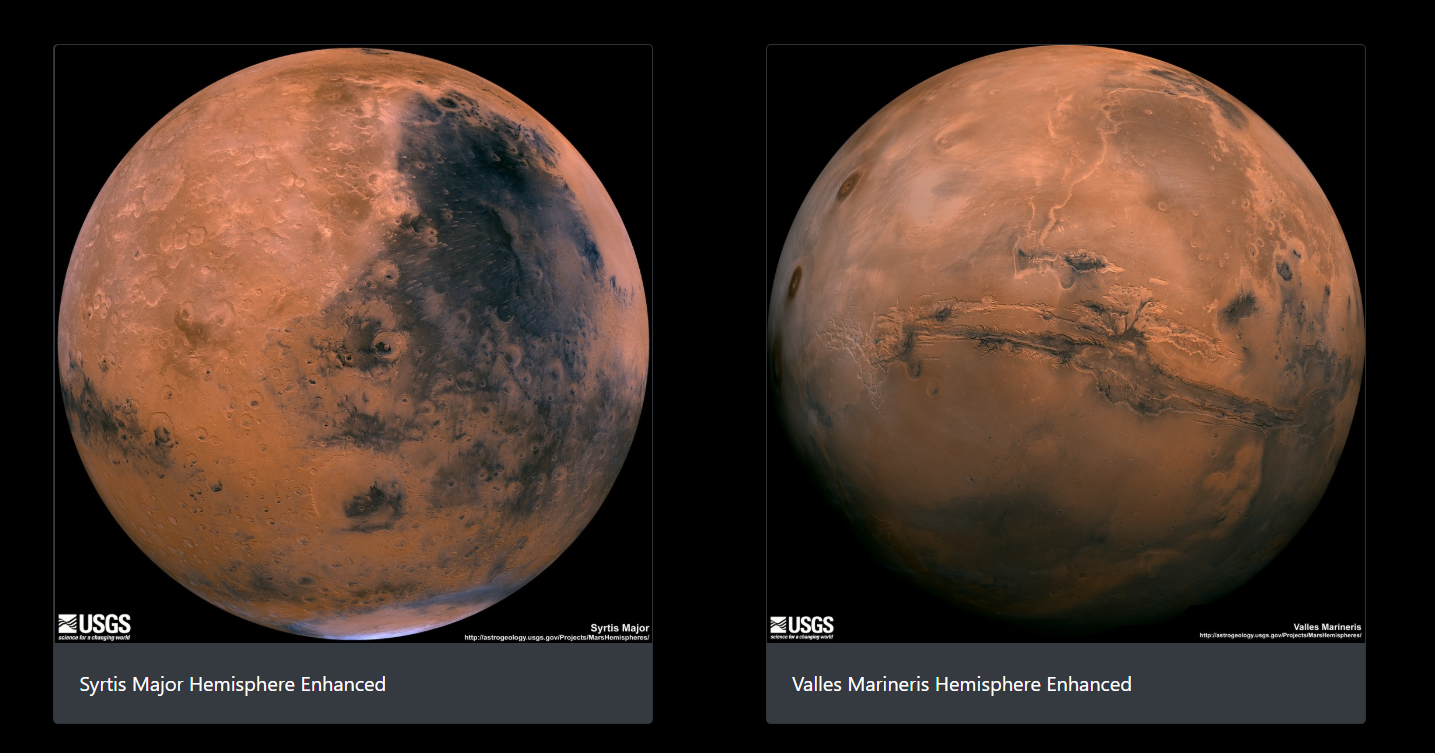 USGS
science for a changing world
Syrtis Major
http://astrogeology.usgs.gov/Projects/MarsHemispheres/
Syrtis Major Hemisphere Enhanced
USGS
science for a changing world
Valles Marineris
http://astrogeology.usgs.gov/Projects/MarsHemispheres/
Valles Marineris Hemisphere Enhanced